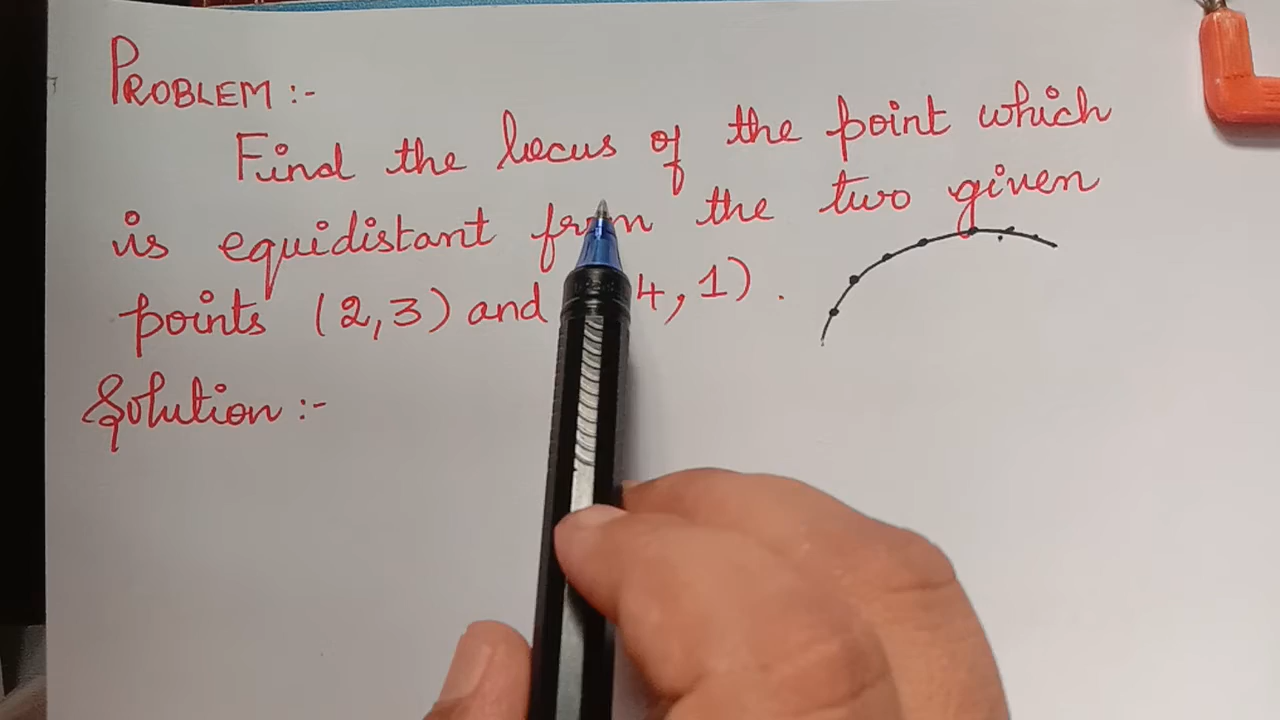 PROBLEM :-
Find the locus of the point which
is equidistant from the two given
points (2,3) and 4,1) .
Solution :-